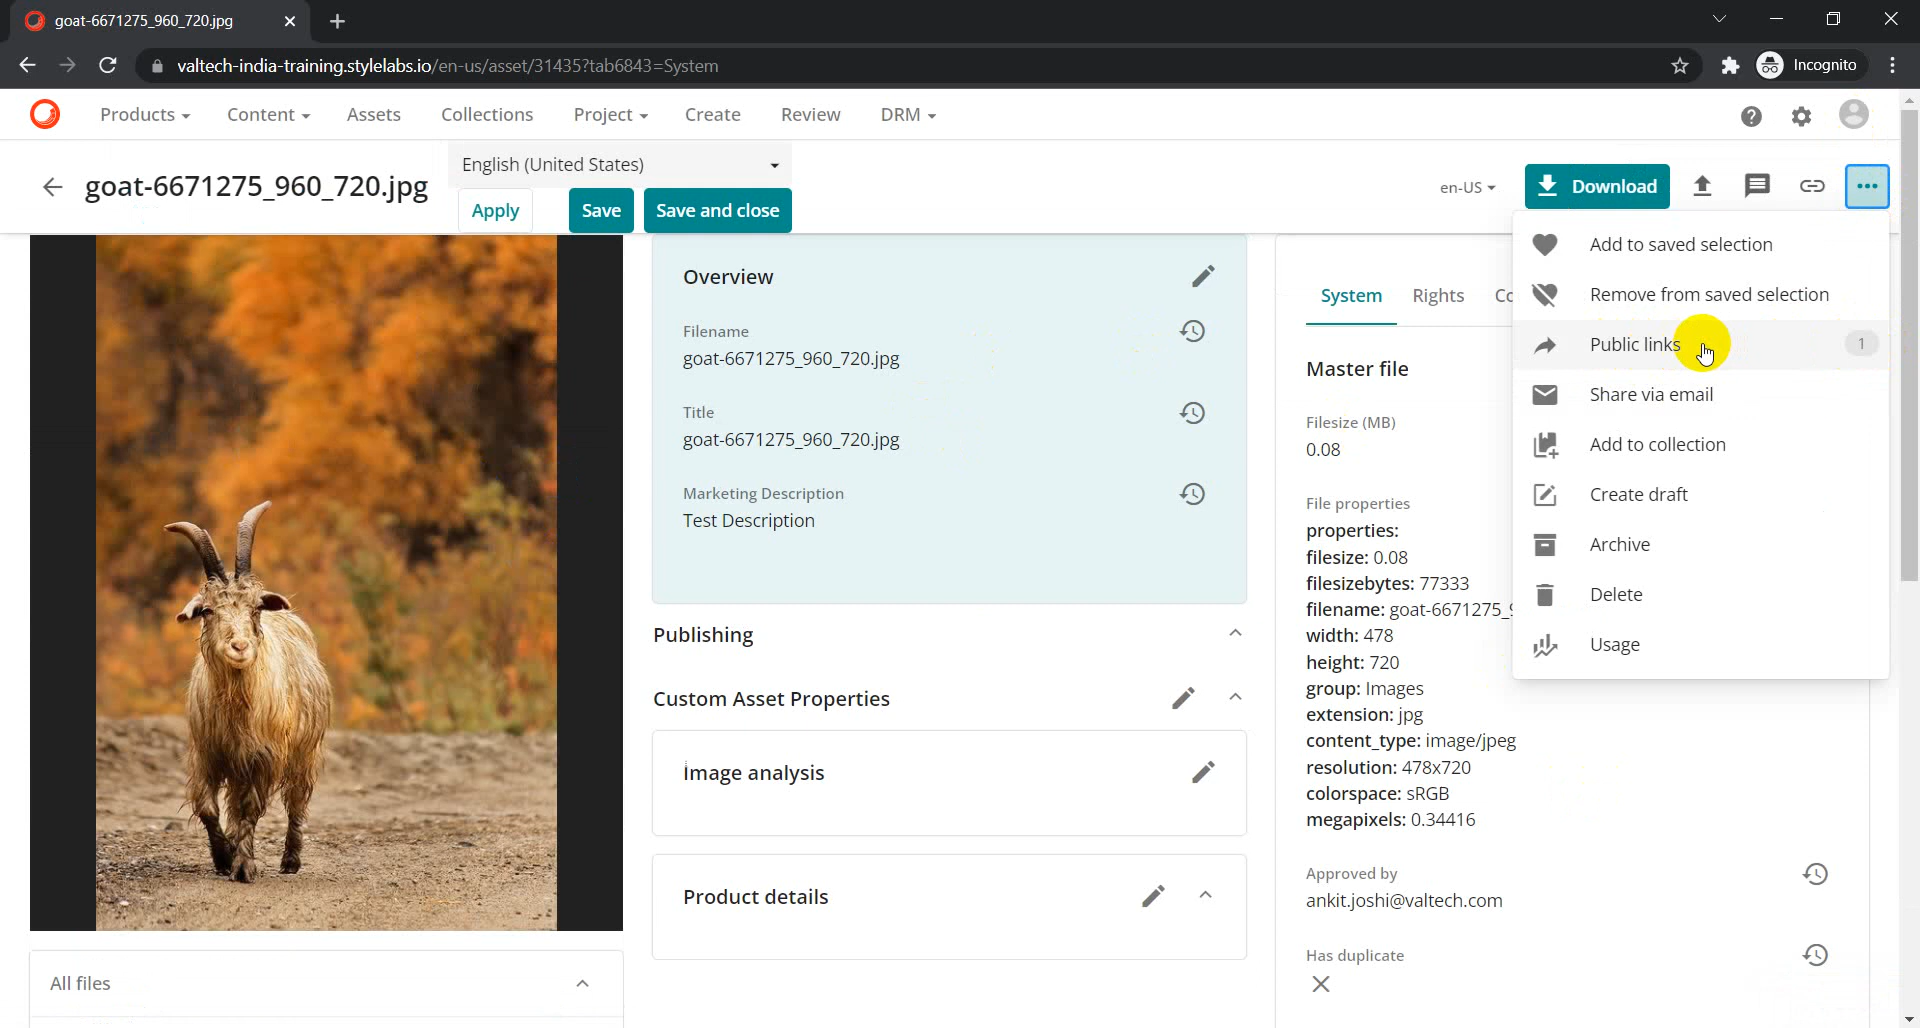 goat-6671275_960_720.jpg
valtech-india-training.stylelabs.io/en-us/asset/31435?tab6843=System
Incognito
Products
Content
Assets
Collections
Project
Create
Review
DRM
goat-6671275_960_720.jpg
English (United States)
Apply
Save
Save and close
en-US
Download
Overview
Filename
goat-6671275_960_720.jpg
Title
goat-6671275_960_720.jpg
Marketing Description
Test Description
Publishing
Custom Asset Properties
Image analysis
Product details
All files
System
Rights
Master file
Filesize (MB)
0.08
File properties
properties:
filesize: 0.08
filesizebytes: 77333
filename: goat-6671275_
width: 478
height: 720
group: Images
extension: jpg
content_type: image/jpeg
resolution: 478x720
colorspace: sRGB
megapixels: 0.34416
Approved by
ankit.joshi@valtech.com
Has duplicate
Add to saved selection
Remove from saved selection
Public links 1
Share via email
Add to collection
Create draft
Archive
Delete
Usage